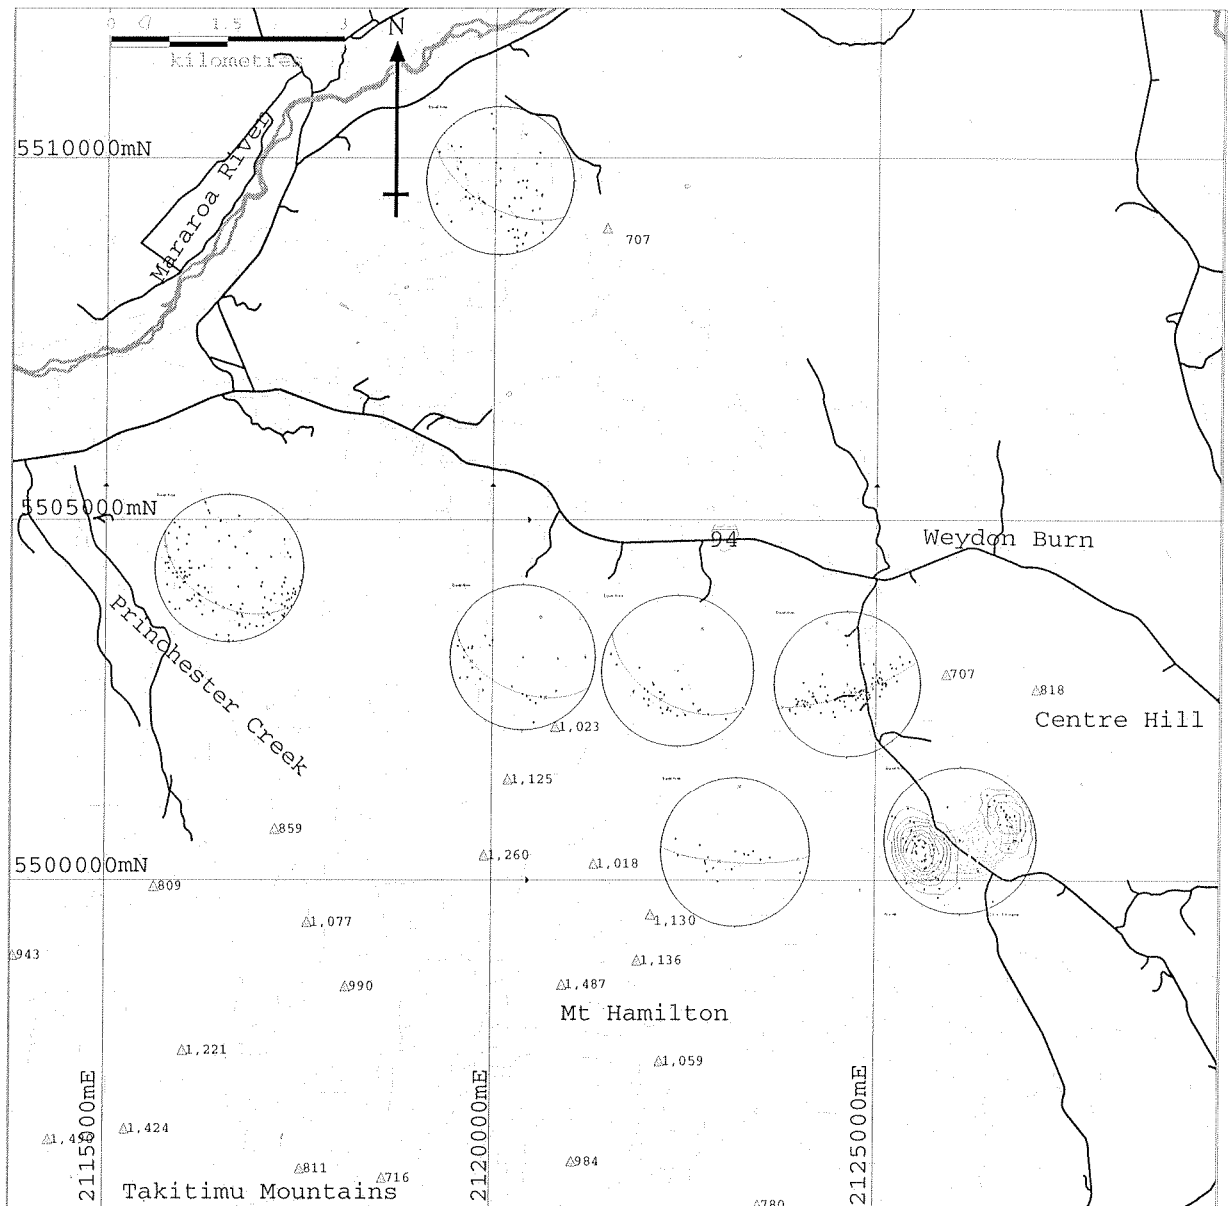 0 1.5 3
kilometres
N
5510000mN
Mararoa River
707
5505000mN
94
Weydon Burn
Princhester Creek
707
818
Centre Hill
1,023
1,125
859
1,260
1,018
5500000mN
809
1,077
1,130
943
1,136
990
1,487
Mt Hamilton
1,221
1,059
2115000mE
2120000mE
2125000mE
1,424
984
811
716
Takitimu Mountains
780